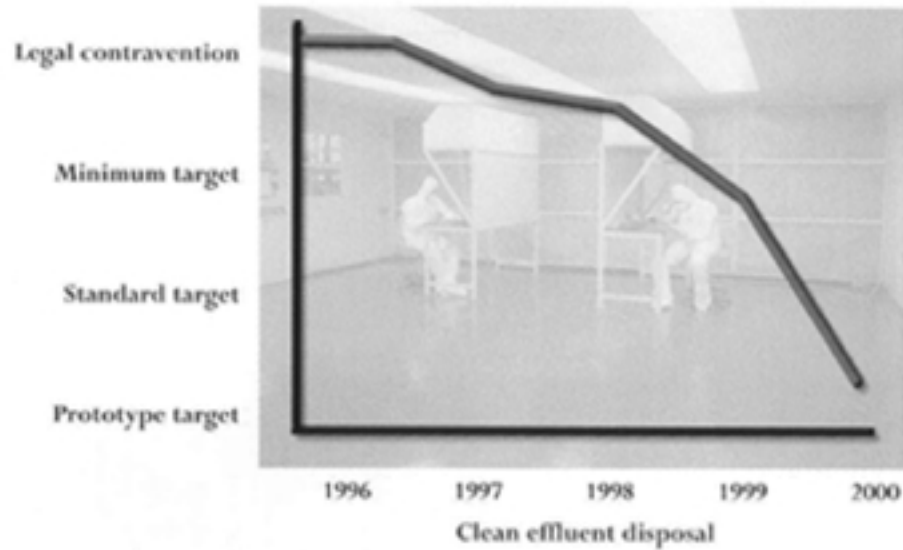 Legal contravention
Minimum target
Standard target
Prototype target
1996 1997 1998 1999 2000
Clean effluent disposal